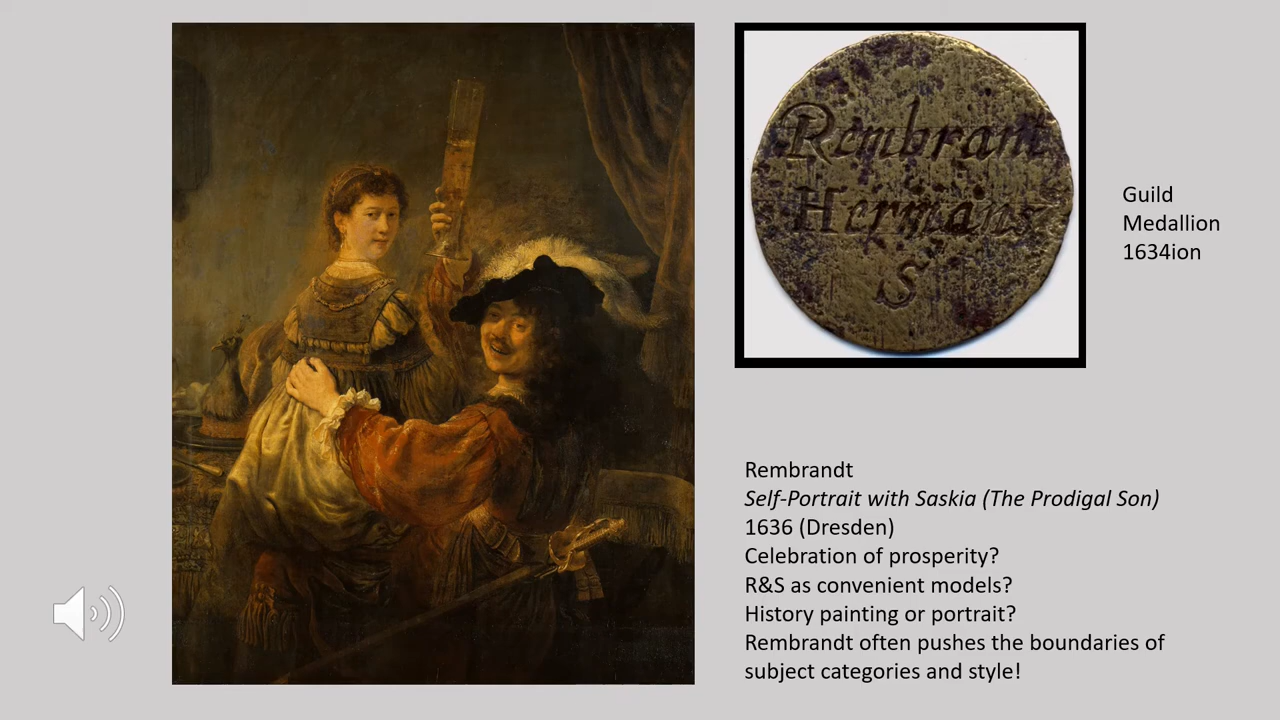 Rembrant
Hermans
S
Guild
Medallion
1634ion
Rembrandt
Self-Portrait with Saskia (The Prodigal Son)
1636 (Dresden)
Celebration of prosperity?
R&S as convenient models?
History painting or portrait?
Rembrandt often pushes the boundaries of
subject categories and style!